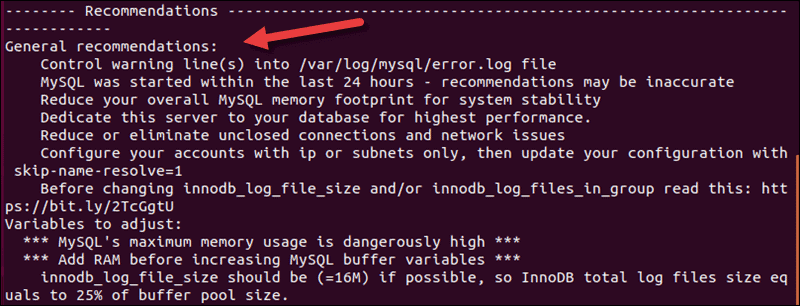 -------- Recommendations ---------------------------------------------------------------------------
------------
General recommendations:
    Control warning line(s) into /var/log/mysql/error.log file
    MySQL was started within the last 24 hours - recommendations may be inaccurate
    Reduce your overall MySQL memory footprint for system stability
    Dedicate this server to your database for highest performance.
    Reduce or eliminate unclosed connections and network issues
    Configure your accounts with ip or subnets only, then update your configuration with
 skip-name-resolve=1
    Before changing innodb_log_file_size and/or innodb_log_files_in_group read this: htt
ps://bit.ly/2TcGgtU
Variables to adjust:
  *** MySQL's maximum memory usage is dangerously high ***
  *** Add RAM before increasing MySQL buffer variables ***
    innodb_log_file_size should be (=16M) if possible, so InnoDB total log files size eq
uals to 25% of buffer pool size.